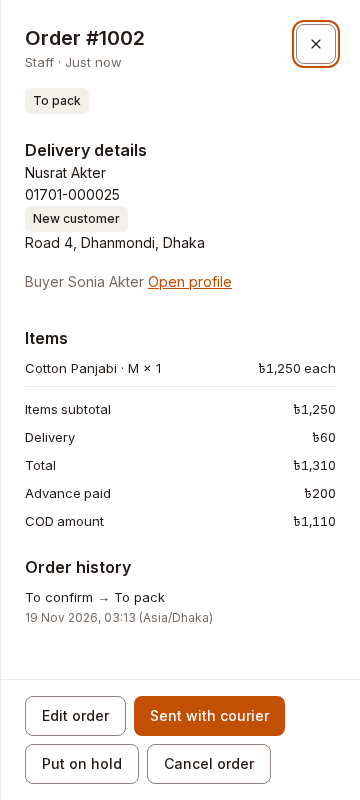 Order #1002
Staff · Just now
To pack
Delivery details
Nusrat Akter
01701-000025
New customer
Road 4, Dhanmondi, Dhaka
Buyer Sonia Akter Open profile
Items
Cotton Panjabi · M × 1 ৳1,250 each
Items subtotal ৳1,250
Delivery ৳60
Total ৳1,310
Advance paid ৳200
COD amount ৳1,110
Order history
To confirm → To pack
19 Nov 2026, 03:13 (Asia/Dhaka)
Edit order Sent with courier
Put on hold Cancel order